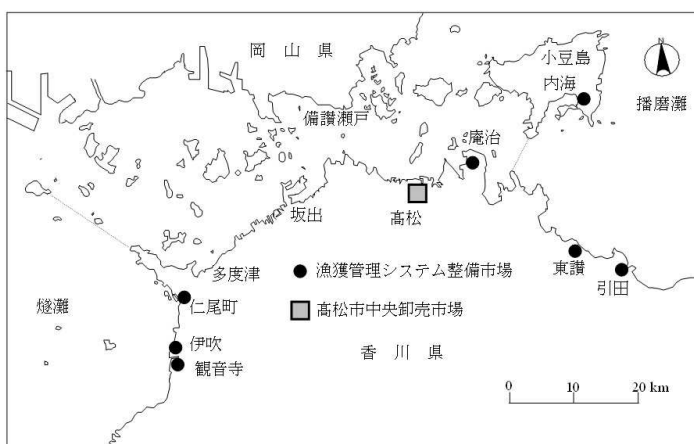 岡山県
小豆島
内海
播磨灘
備讃瀬戸
庵治
坂出
高松
多度津
漁獲管理システム整備市場
東讃
引田
燧灘
仁尾町
高松市中央卸売市場
伊吹
観音寺
香川県
N
0 10 20 km